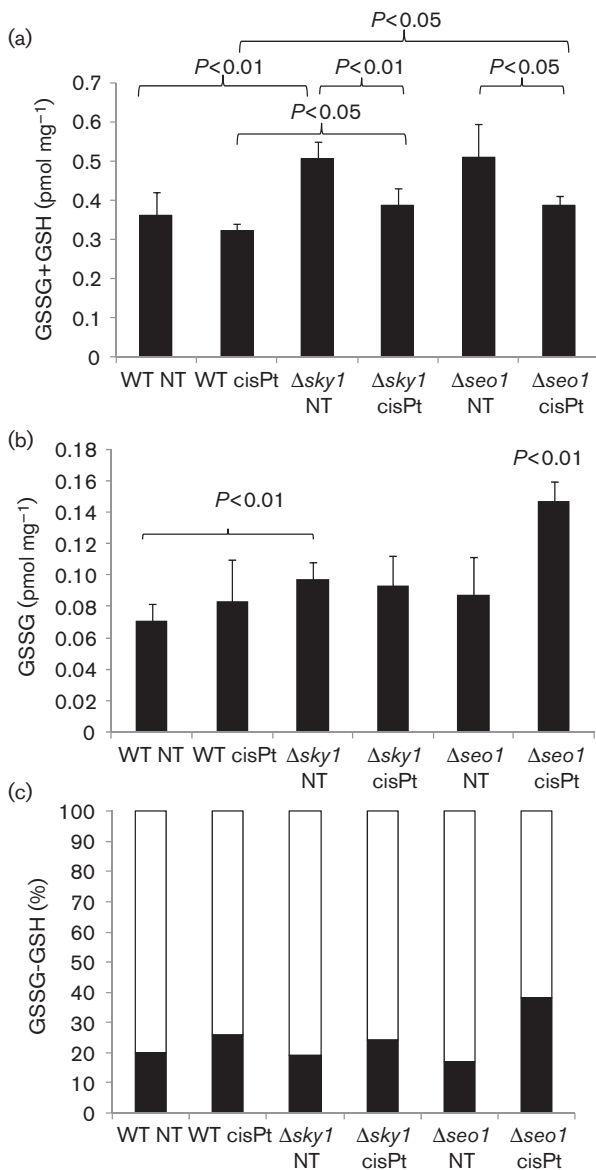 (a)
P<0.05
P<0.01 P<0.01 P<0.05
P<0.05
GSSG+GSH (pmol mg⁻¹)
0.7
0.6
0.5
0.4
0.3
0.2
0.1
0
WT NT WT cisPt Δsky1 NT Δsky1 cisPt Δseo1 NT Δseo1 cisPt
(b)
P<0.01
P<0.01
GSSG (pmol mg⁻¹)
0.18
0.16
0.14
0.12
0.10
0.08
0.06
0.04
0.02
0
WT NT WT cisPt Δsky1 NT Δsky1 cisPt Δseo1 NT Δseo1 cisPt
(c)
GSSG-GSH (%)
100
90
80
70
60
50
40
30
20
10
0
WT NT WT cisPt Δsky1 NT Δsky1 cisPt Δseo1 NT Δseo1 cisPt